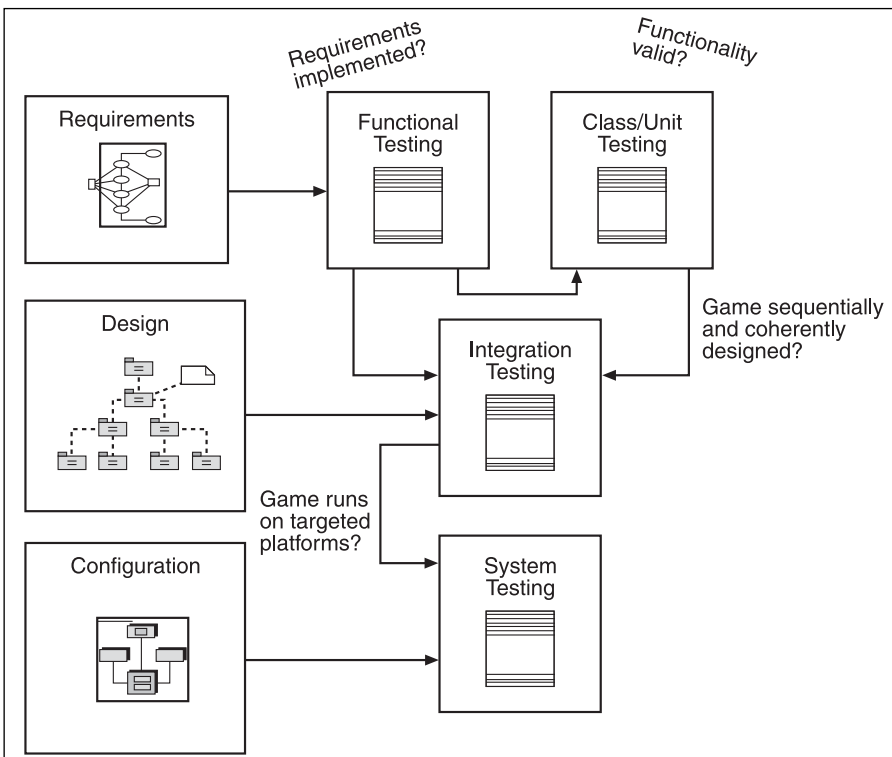 Requirements
implemented?
Functionality
valid?
Requirements
Functional
Testing
Class/Unit
Testing
Design
Integration
Testing
Game sequentially
and coherently
designed?
Game runs
on targeted
platforms?
Configuration
System
Testing